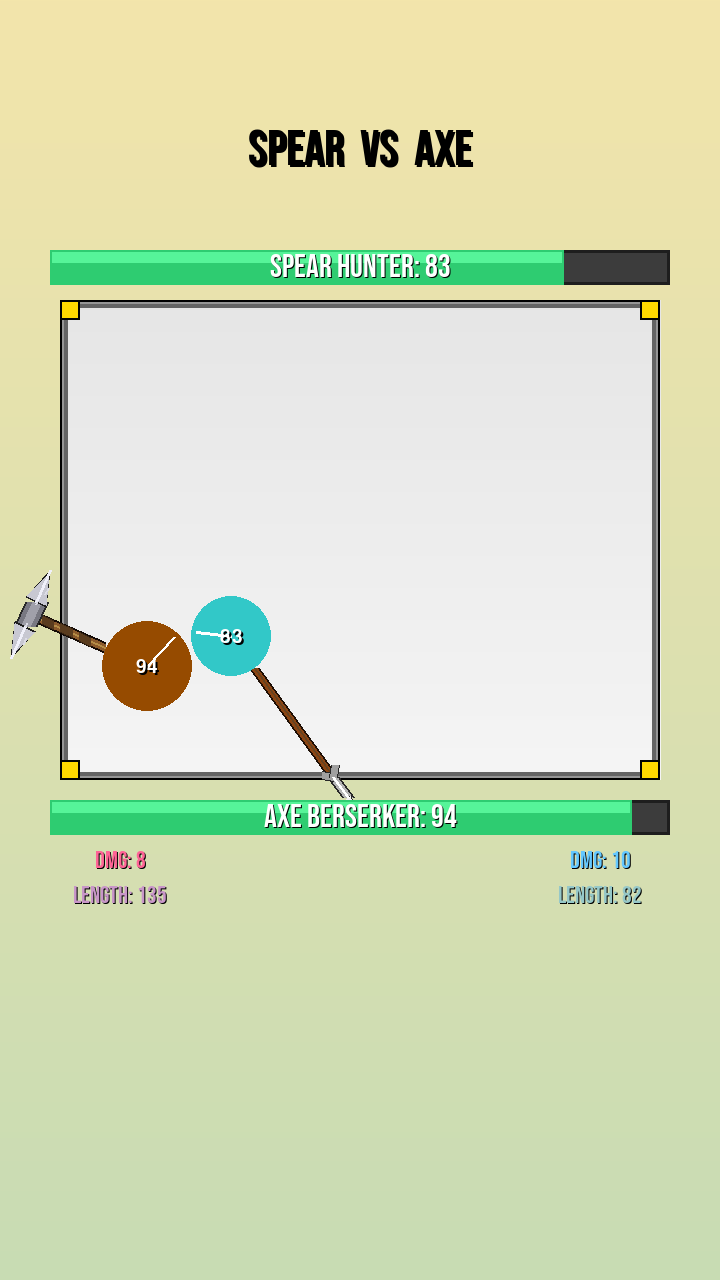 SPEAR VS AXE
SPEAR HUNTER: 83
83
94
AXE BERSERKER: 94
DMG: 8
DMG: 10
LENGTH: 135
LENGTH: 82